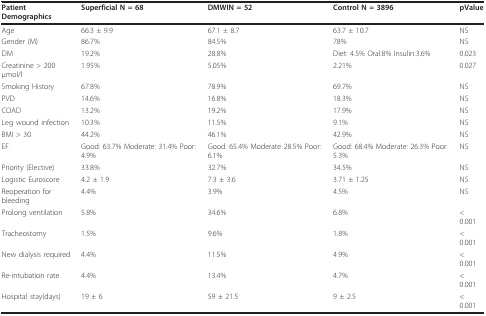 Patient Demographics Superficial N = 68 DMWIN = 52 Control N = 3896 pValue
Age 66.3 ± 9.9 67.1 ± 8.7 63.7 ± 10.7 NS
Gender (M) 86.7% 84.5% 78% NS
DM 19.2% 28.8% Diet: 4.5% Oral:8% Insulin:3.6% 0.023
Creatinine > 200 μmol/l 1.95% 5.05% 2.21% 0.027
Smoking History 67.8% 78.9% 69.7% NS
PVD 14.6% 16.8% 18.3% NS
COAD 13.2% 19.2% 17.9% NS
Leg wound infection 10.3% 11.5% 9.1% NS
BMI > 30 44.2% 46.1% 42.9% NS
EF Good: 63.7% Moderate: 31.4% Poor: 4.9% Good: 65.4% Moderate 28.5% Poor: 6.1% Good: 68.4% Moderate: 26.3% Poor: 5.3% NS
Priority (Elective) 33.8% 32.7% 34.5% NS
Logistic Euroscore 4.2 ± 1.9 7.3 ± 3.6 3.71 ± 1.25 NS
Reoperation for bleeding 4.4% 3.9% 4.5% NS
Prolong ventilation 5.8% 34.6% 6.8% < 0.001
Tracheostomy 1.5% 9.6% 1.8% < 0.001
New dialysis required 4.4% 11.5% 4.9% < 0.001
Re-intubation rate 4.4% 13.4% 4.7% < 0.001
Hospital stay(days) 19 ± 6 59 ± 21.5 9 ± 2.5 < 0.001